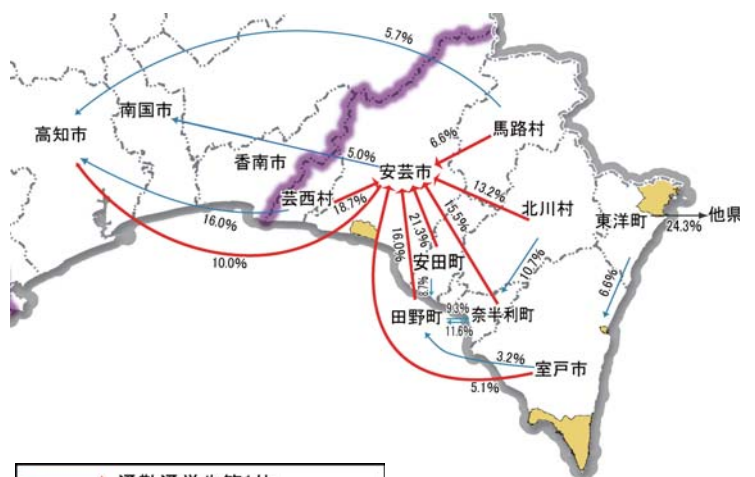 5.7%
南国市
高知市
馬路村
6.6%
香南市
5.0%
安芸市
芸西村
18.7%
13.2%
15.5%
北川村
16.0%
21.3%
16.0%
東洋町
他県
24.3%
10.0%
安田町
10.7%
6.6%
8.7%
田野町
9.3%
11.6%
奈半利町
3.2%
室戸市
5.1%